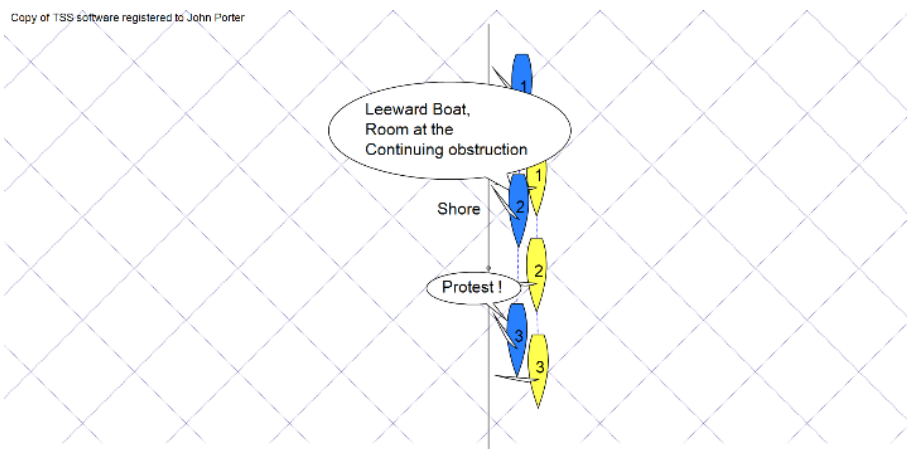 Copy of TSS software registered to John Porter
1
Leeward Boat,
Room at the
Continuing obstruction
1
2
Shore
2
Protest !
3
3